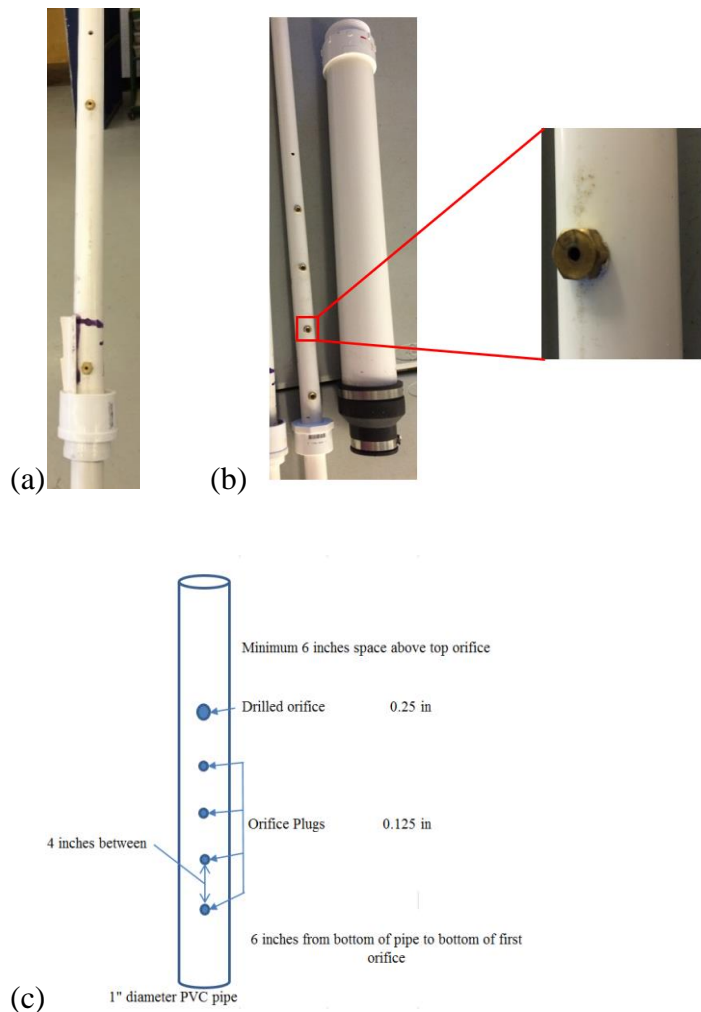 (a)
(b)
Minimum 6 inches space above top orifice
Drilled orifice 0.25 in
Orifice Plugs 0.125 in
4 inches between
6 inches from bottom of pipe to bottom of first
orifice
1" diameter PVC pipe
(c)